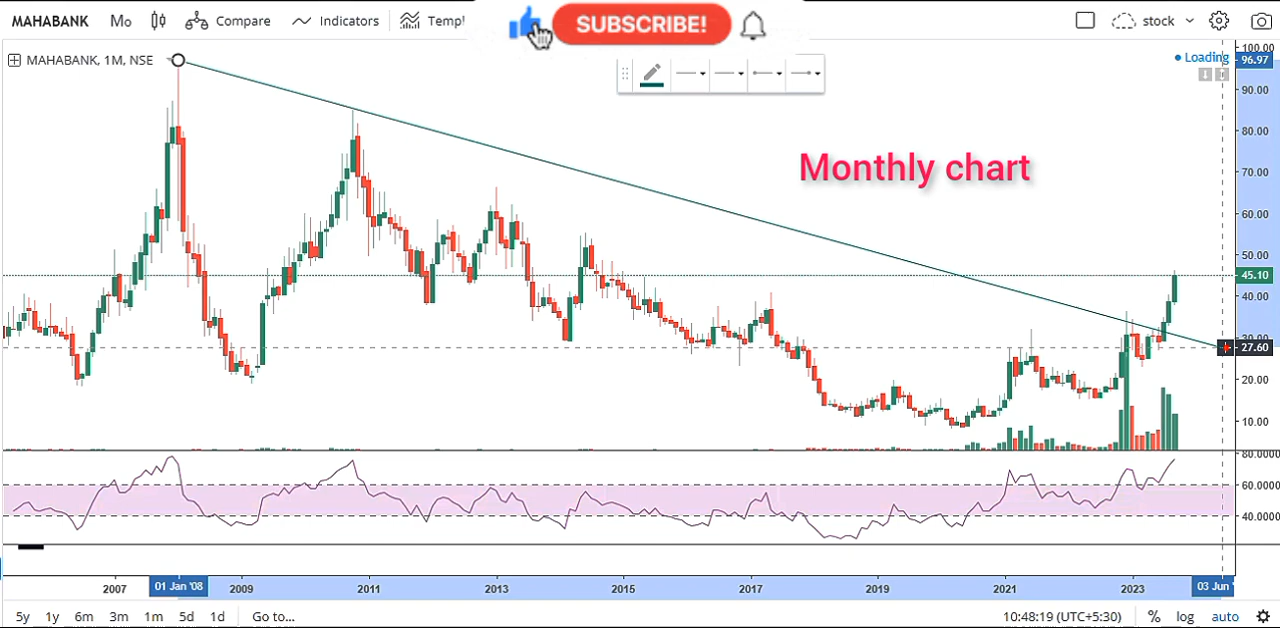 MAHABANK Mo Compare Indicators Templ SUBSCRIBE! stock
MAHABANK, 1M, NSE
Loading
100.00
96.97
90.00
80.00
70.00
60.00
50.00
45.10
40.00
30.00
27.60
20.00
10.00
Monthly chart
80.0000
60.0000
40.0000
2007 01 Jan '08 2009 2011 2013 2015 2017 2019 2021 2023 03 Jun '
5y 1y 6m 3m 1m 5d 1d Go to... 10:48:19 (UTC+5:30) % log auto